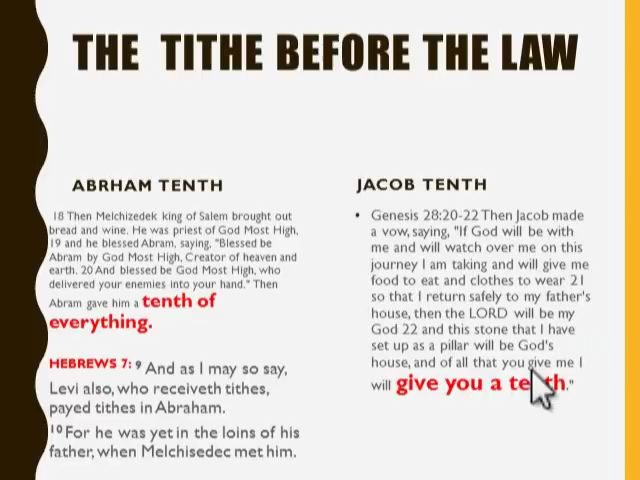 THE TITHE BEFORE THE LAW
ABRHAM TENTH
18 Then Melchizedek king of Salem brought out
bread and wine. He was priest of God Most High,
19 and he blessed Abram, saying, "Blessed be
Abram by God Most High, Creator of heaven and
earth. 20 And blessed be God Most High, who
delivered your enemies into your hand." Then
Abram gave him a tenth of
everything.
HEBREWS 7: 9 And as I may so say,
Levi also, who receiveth tithes,
payed tithes in Abraham.
10 For he was yet in the loins of his
father, when Melchisedec met him.
JACOB TENTH
• Genesis 28:20-22 Then Jacob made
a vow, saying, "If God will be with
me and will watch over me on this
journey I am taking and will give me
food to eat and clothes to wear 21
so that I return safely to my father's
house, then the LORD will be my
God 22 and this stone that I have
set up as a pillar will be God's
house, and of all that you give me I
will give you a tenth."